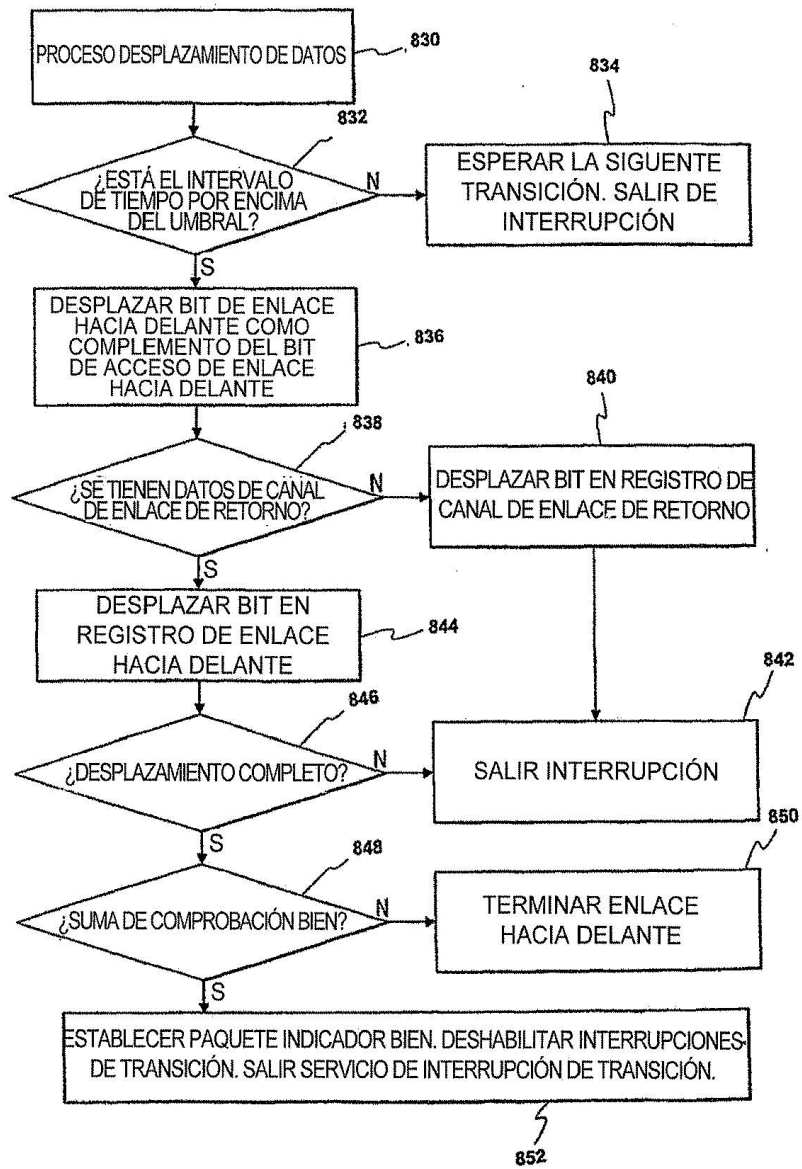 PROCESO DESPLAZAMIENTO DE DATOS
830
832
¿ESTÁ EL INTERVALO
DE TIEMPO POR ENCIMA
DEL UMBRAL?
N
834
ESPERAR LA SIGUENTE
TRANSICIÓN. SALIR DE
INTERRUPCIÓN
S
DESPLAZAR BIT DE ENLACE
HACIA DELANTE COMO
COMPLEMENTO DEL BIT
DE ACCESO DE ENLACE
HACIA DELANTE
836
838
¿SE TIENEN DATOS DE CANAL
DE ENLACE DE RETORNO?
N
840
DESPLAZAR BIT EN REGISTRO DE
CANAL DE ENLACE DE RETORNO
S
DESPLAZAR BIT EN
REGISTRO DE ENLACE
HACIA DELANTE
844
846
¿DESPLAZAMIENTO COMPLETO?
N
842
SALIR INTERRUPCIÓN
S
848
¿SUMA DE COMPROBACIÓN BIEN?
N
850
TERMINAR ENLACE
HACIA DELANTE
S
ESTABLECER PAQUETE INDICADOR BIEN. DESHABILITAR INTERRUPCIONES
DE TRANSICIÓN. SALIR SERVICIO DE INTERRUPCIÓN DE TRANSICIÓN.
852